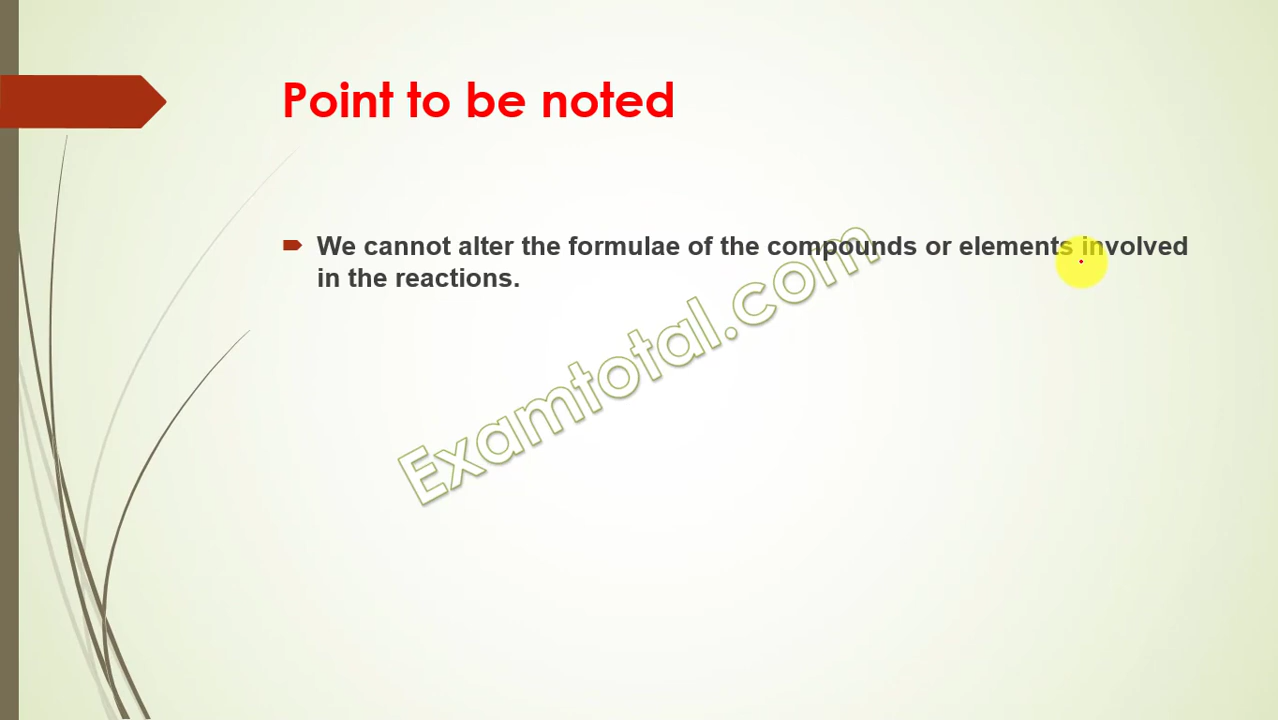 Point to be noted
We cannot alter the formulae of the compounds or elements involved
in the reactions.
Examtotal.com